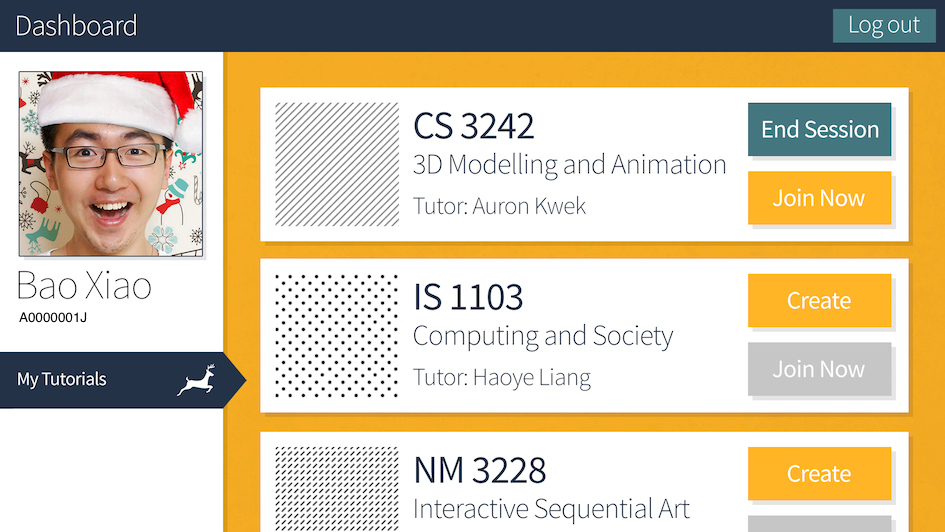 Dashboard
Log out
Bao Xiao
A0000001J
My Tutorials
CS 3242
3D Modelling and Animation
Tutor: Auron Kwek
End Session
Join Now
IS 1103
Computing and Society
Tutor: Haoye Liang
Create
Join Now
NM 3228
Interactive Sequential Art
Create